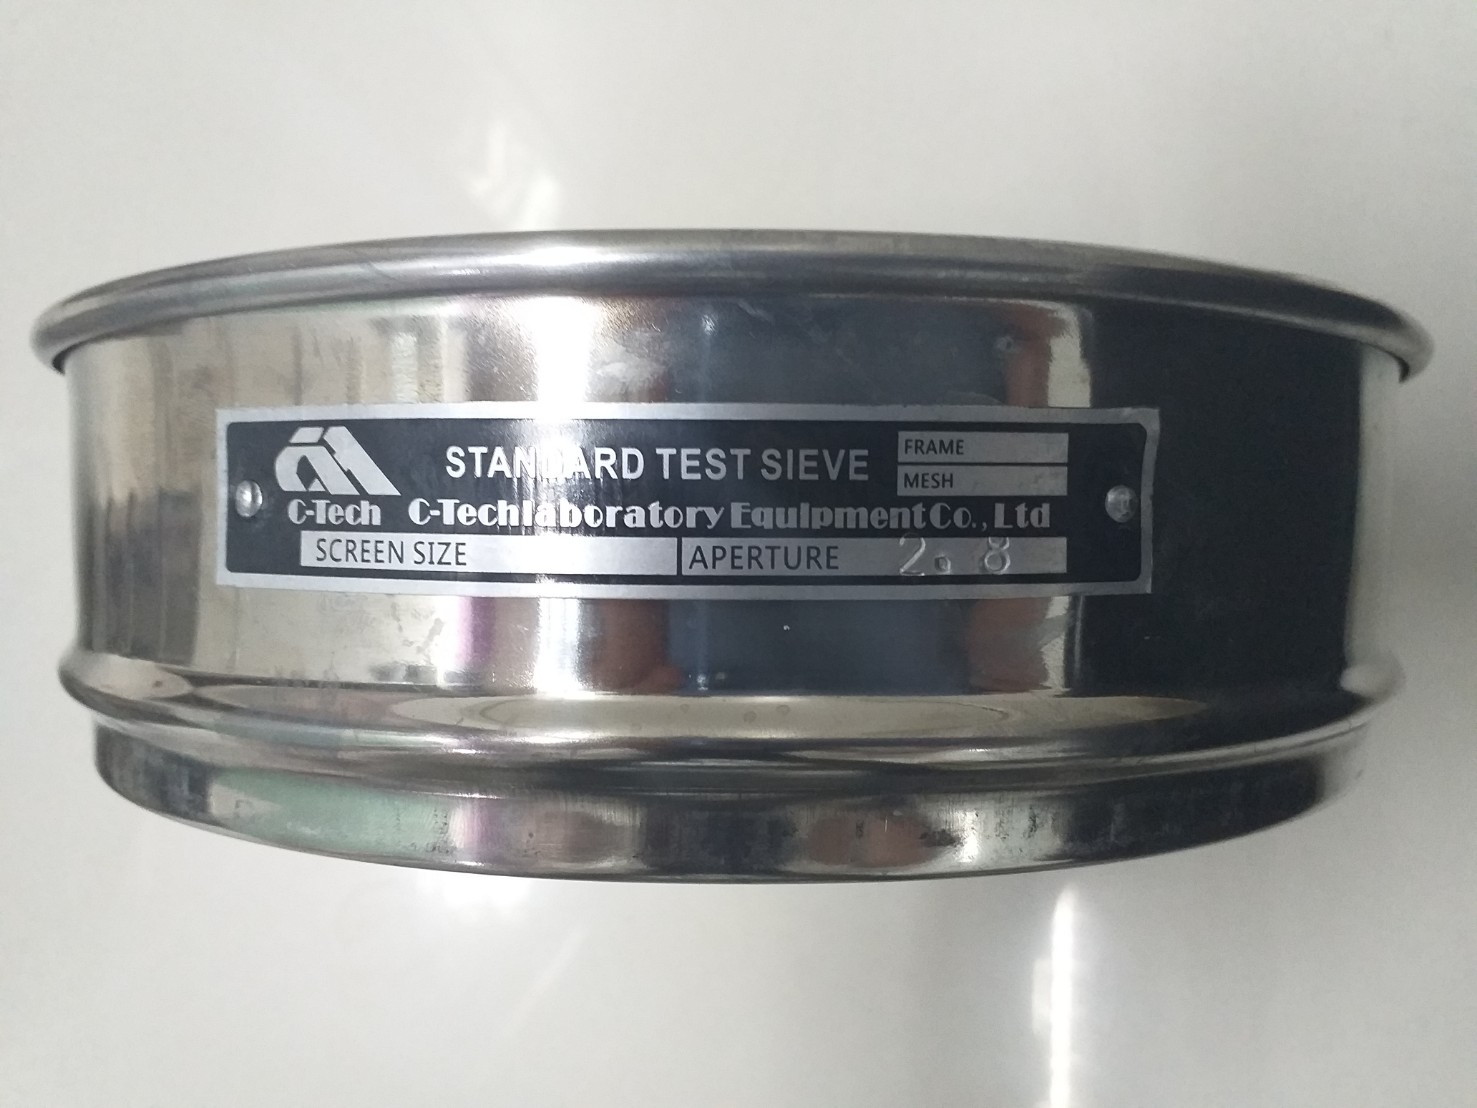 STANDARD TEST SIEVE
FRAME
MESH
C-Tech C-Techlaboratory Equipment Co., Ltd
SCREEN SIZE APERTURE 2.8